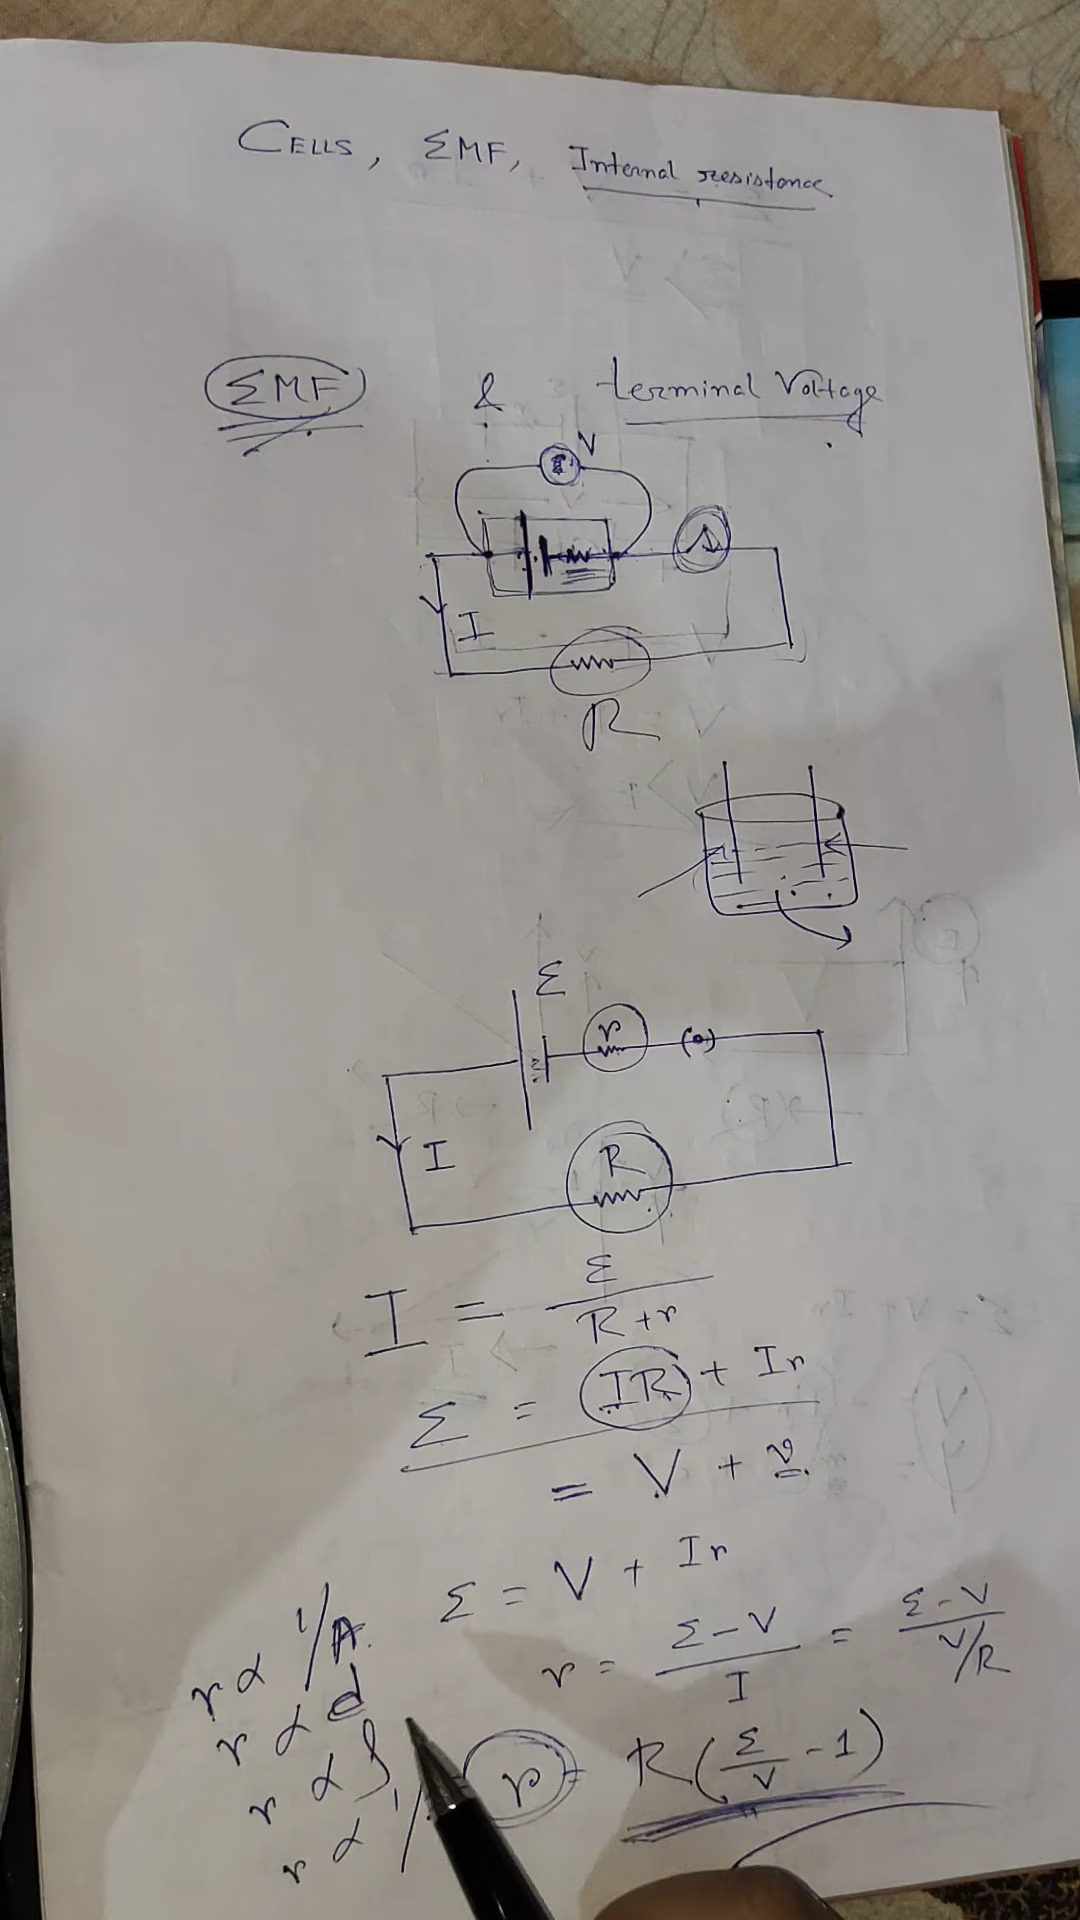 CELLS, ΣMF, Internal resistance
ΣMF & terminal Voltage
V
I
R
ε
r
I
R
I = ε / R + r
Σ = IR + Ir
= V + v
Σ = V + Ir
r = Σ - V / I = Σ - V / V/R
r = R (Σ/V - 1)
r ∝ 1/A
r ∝ d
r ∝
r ∝ 1/